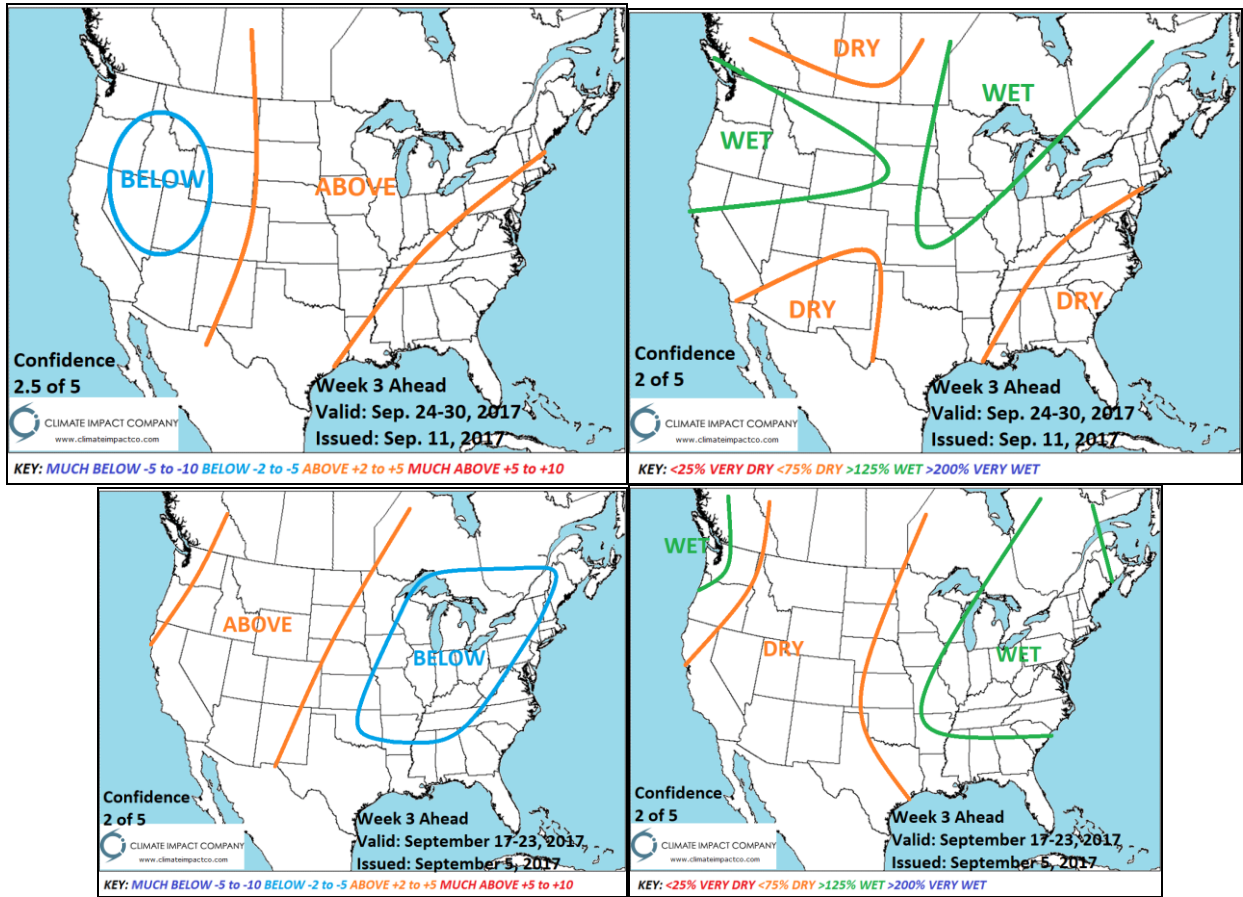 BELOW
ABOVE
Confidence
2.5 of 5
Week 3 Ahead
Valid: Sep. 24-30, 2017
Issued: Sep. 11, 2017
CLIMATE IMPACT COMPANY
www.climateimpactco.com
KEY: MUCH BELOW -5 to -10 BELOW -2 to -5 ABOVE +2 to +5 MUCH ABOVE +5 to +10
DRY
WET
WET
DRY
DRY
Confidence
2 of 5
Week 3 Ahead
Valid: Sep. 24-30, 2017
Issued: Sep. 11, 2017
CLIMATE IMPACT COMPANY
www.climateimpactco.com
KEY: <25% VERY DRY <75% DRY >125% WET >200% VERY WET
ABOVE
BELOW
Confidence
2 of 5
Week 3 Ahead
Valid: September 17-23, 2017
Issued: September 5, 2017
CLIMATE IMPACT COMPANY
www.climateimpactco.com
KEY: MUCH BELOW -5 to -10 BELOW -2 to -5 ABOVE +2 to +5 MUCH ABOVE +5 to +10
WET
DRY
WET
Confidence
2 of 5
Week 3 Ahead
Valid: September 17-23, 2017
Issued: September 5, 2017
CLIMATE IMPACT COMPANY
www.climateimpactco.com
KEY: <25% VERY DRY <75% DRY >125% WET >200% VERY WET